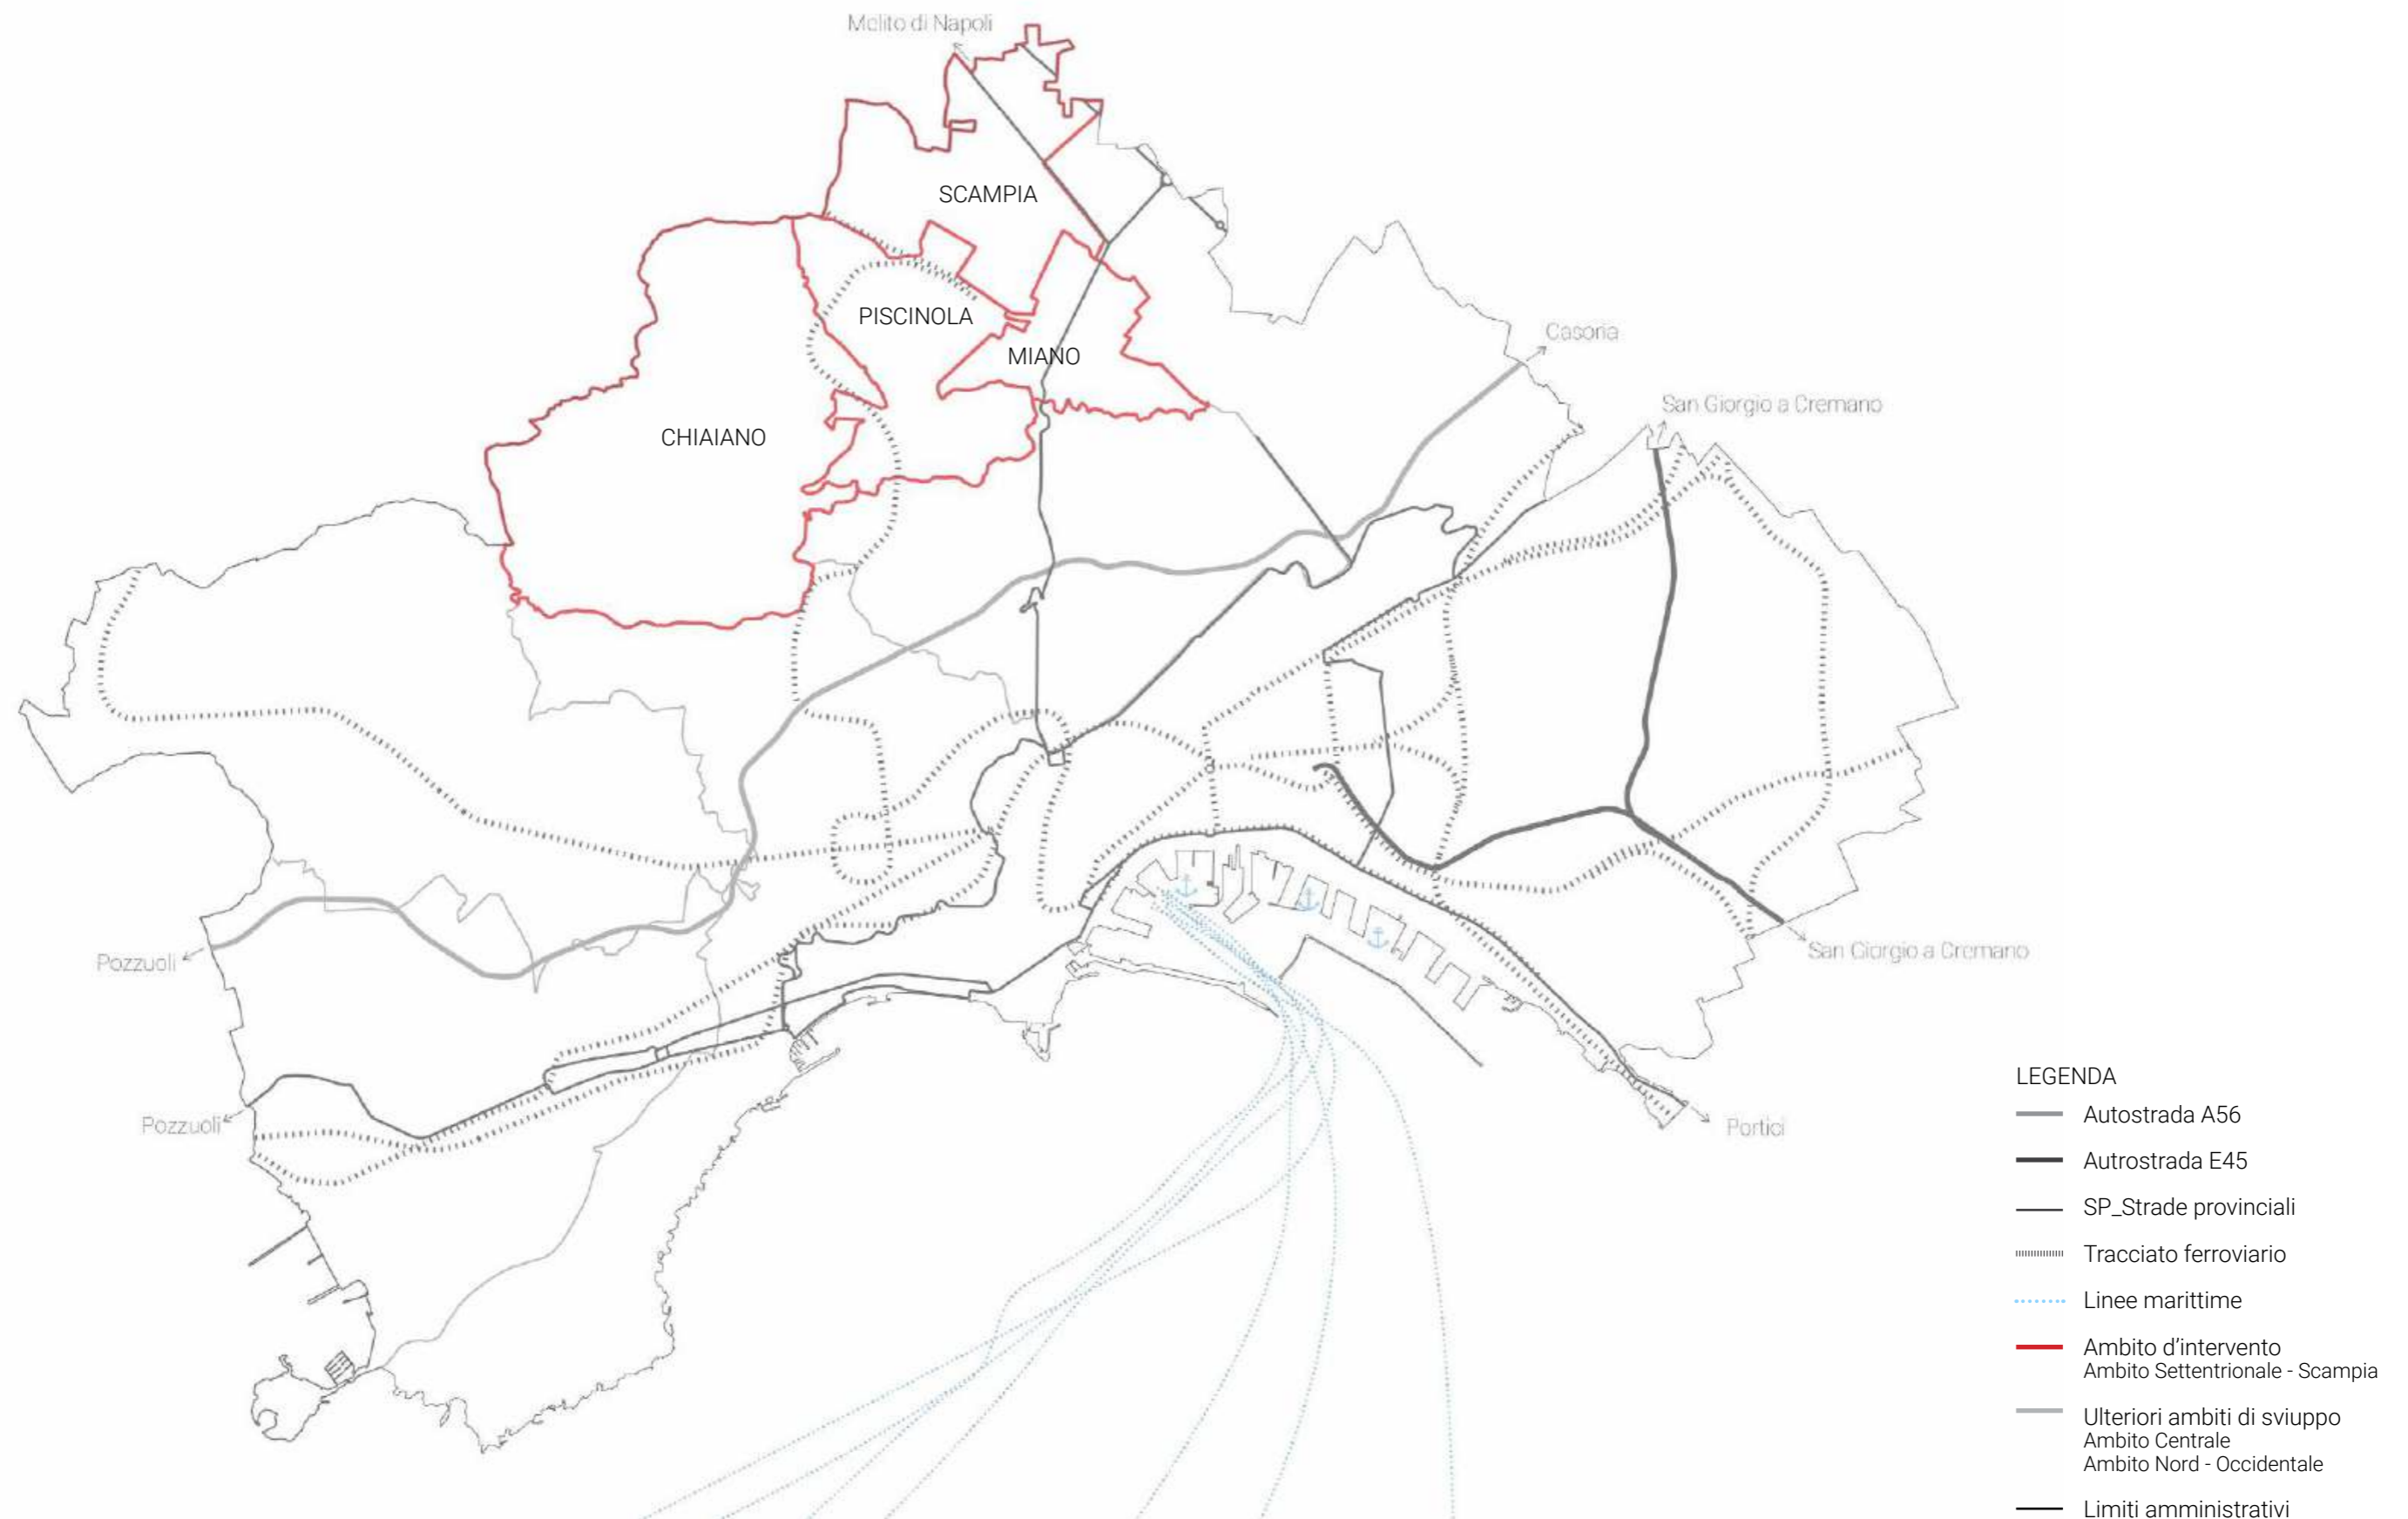 Melito di Napoli
SCAMPIA
PISCINOLA
Casoria
MIANO
San Giorgio a Cremano
CHIAIANO
Pozzuoli
San Giorgio a Cremano
Pozzuoli
Portici
LEGENDA
Autostrada A56
Autrostrada E45
SP_Strade provinciali
Tracciato ferroviario
Linee marittime
Ambito d'intervento
Ambito Settentrionale - Scampia
Ulteriori ambiti di sviuppo
Ambito Centrale
Ambito Nord - Occidentale
Limiti amministrativi